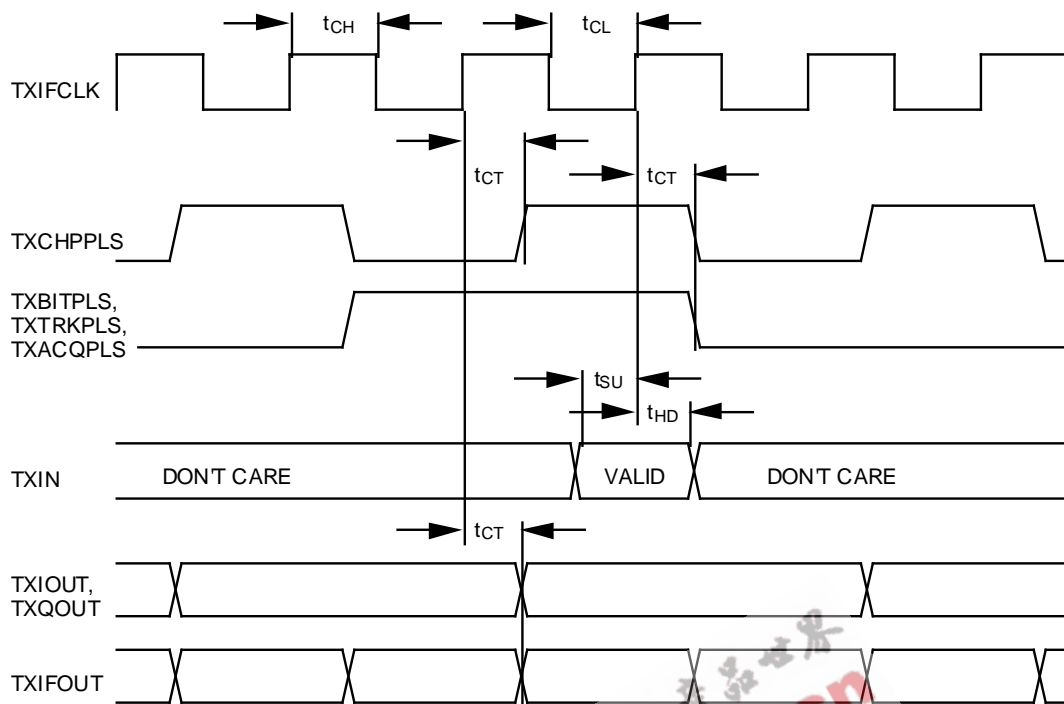 tCH
tCL
TXIFCLK
tCT
tCT
TXCHPPLS
TXBITPLS,
TXTRKPLS,
TXACQPLS
tSU
tHD
TXIN
DON'T CARE
VALID
DON'T CARE
tCT
TXIOUT,
TXQOUT
TXIFOUT